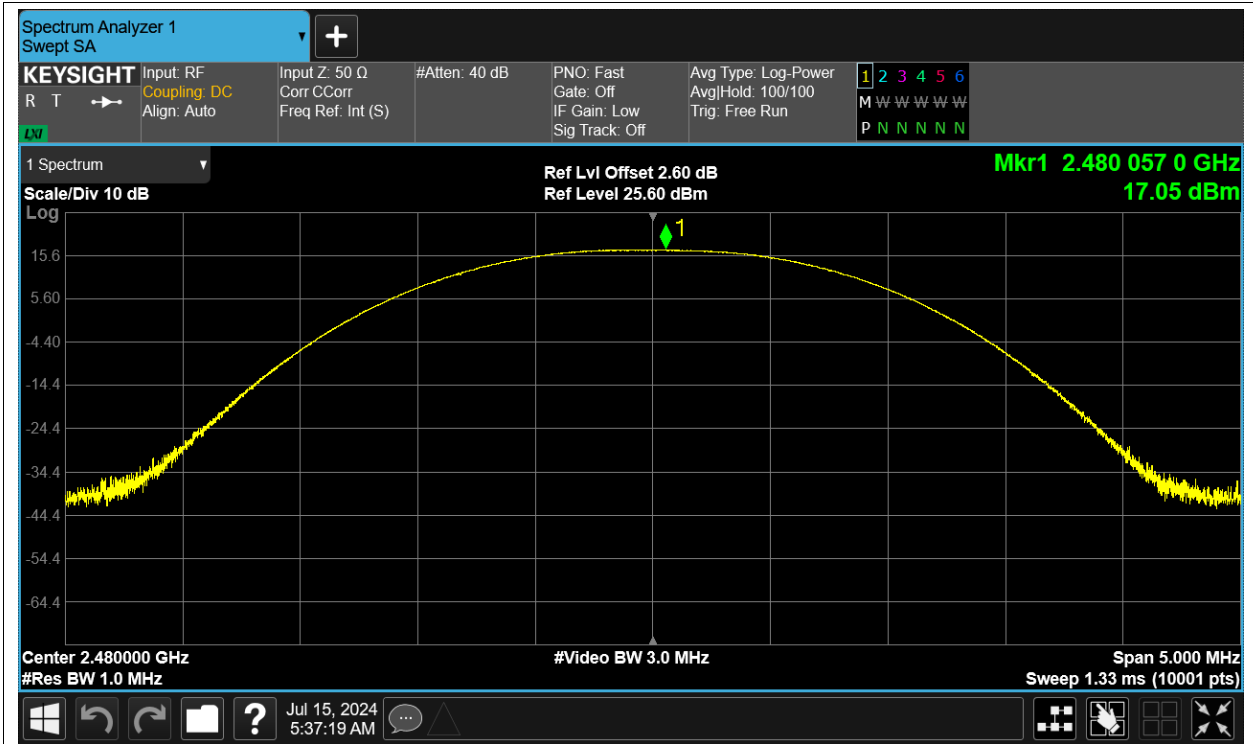 Spectrum Analyzer 1
Swept SA
KEYSIGHT
R T
LXI
Input: RF
Coupling: DC
Align: Auto
Input Z: 50 Ω
Corr CCorr
Freq Ref: Int (S)
#Atten: 40 dB
PNO: Fast
Gate: Off
IF Gain: Low
Sig Track: Off
Avg Type: Log-Power
Avg|Hold: 100/100
Trig: Free Run
1 2 3 4 5 6
M W W W W W
P N N N N N
1 Spectrum
Scale/Div 10 dB
Log
Ref Lvl Offset 2.60 dB
Ref Level 25.60 dBm
Mkr1 2.480 057 0 GHz
17.05 dBm
1
15.6
5.60
-4.40
-14.4
-24.4
-34.4
-44.4
-54.4
-64.4
Center 2.480000 GHz
#Res BW 1.0 MHz
#Video BW 3.0 MHz
Span 5.000 MHz
Sweep 1.33 ms (10001 pts)
?
Jul 15, 2024
5:37:19 AM